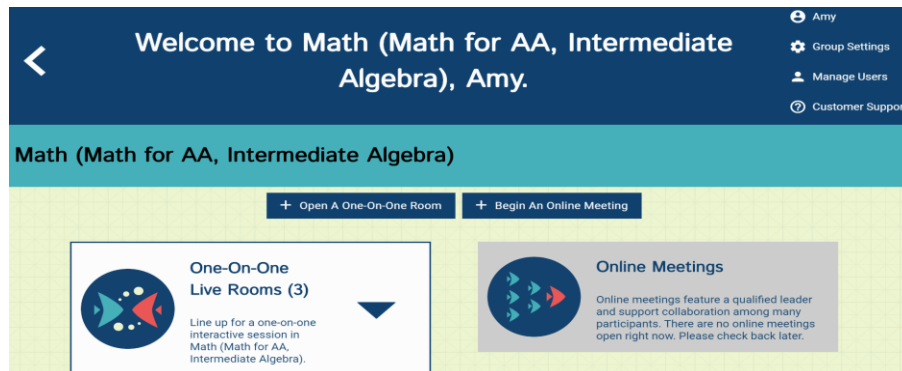 Welcome to Math (Math for AA, Intermediate
Algebra), Amy.
Amy
Group Settings
Manage Users
Customer Suppor
Math (Math for AA, Intermediate Algebra)
+ Open A One-On-One Room
+ Begin An Online Meeting
One-On-One
Live Rooms (3)
Line up for a one-on-one
interactive session in
Math (Math for AA,
Intermediate Algebra).
Online Meetings
Online meetings feature a qualified leader
and support collaboration among many
participants. There are no online meetings
open right now. Please check back later.